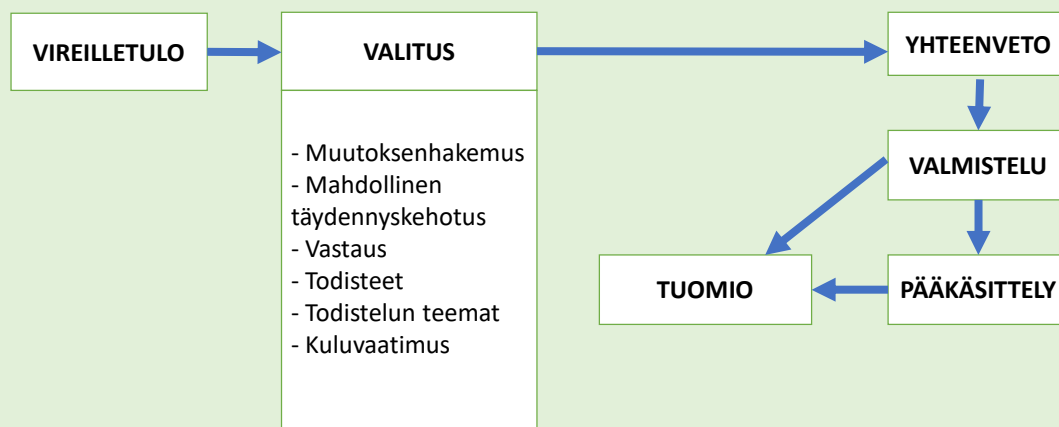 VIREILLETULO
VALITUS
YHTEENVETO
- Muutoksenhakemus
- Mahdollinen
täydennyskehotus
- Vastaus
- Todisteet
- Todistelun teemat
- Kuluvaatimus
VALMISTELU
TUOMIO
PÄÄKÄSITTELY